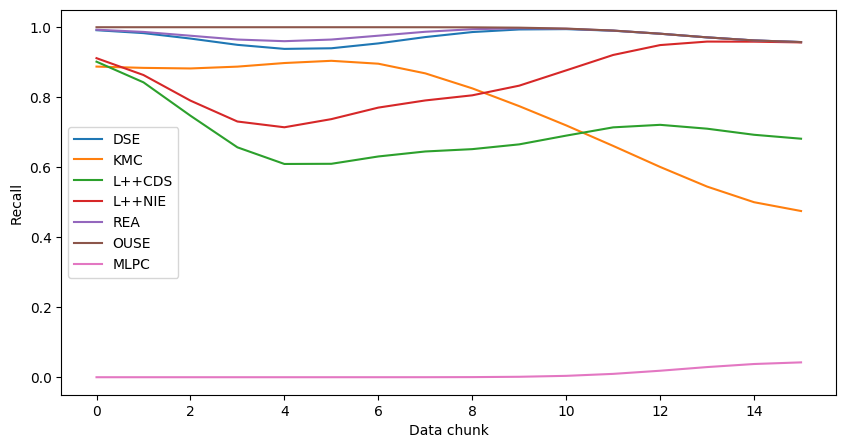 1.0
0.8
0.6
0.4
0.2
0.0
Recall
DSE
KMC
L++CDS
L++NIE
REA
OUSE
MLPC
0 2 4 6 8 10 12 14
Data chunk